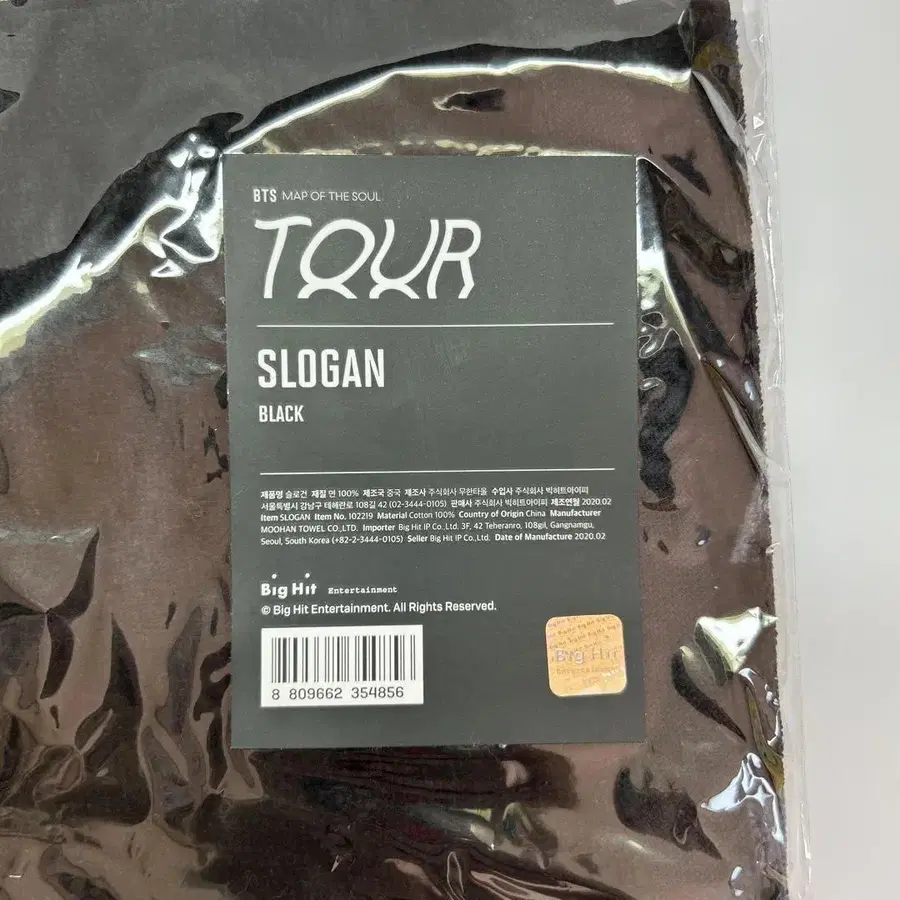 BTS MAP OF THE SOUL
TOUR
SLOGAN
BLACK
제품명 슬로건 재질 면 100% 제조국 중국 제조사 주식회사 무한타올 수입사 주식회사 빅히트아이피
서울특별시 강남구 테헤란로 108길 42 (02-3444-0105) 판매사 주식회사 빅히트아이피 제조연월 2020.02
Item SLOGAN Item No. 102219 Material Cotton 100% Country of Origin China Manufacturer
MOOHAN TOWEL CO.,LTD. Importer Big Hit IP Co., Ltd. 3F, 42 Teheranro, 108gil, Gangnamgu,
Seoul, South Korea (+82-2-3444-0105) Seller Big Hit IP Co.,Ltd. Date of Manufacture 2020.02
Big Hit Entertainment
© Big Hit Entertainment. All Rights Reserved.
8 809662 354856
Big Hit
Entertainment